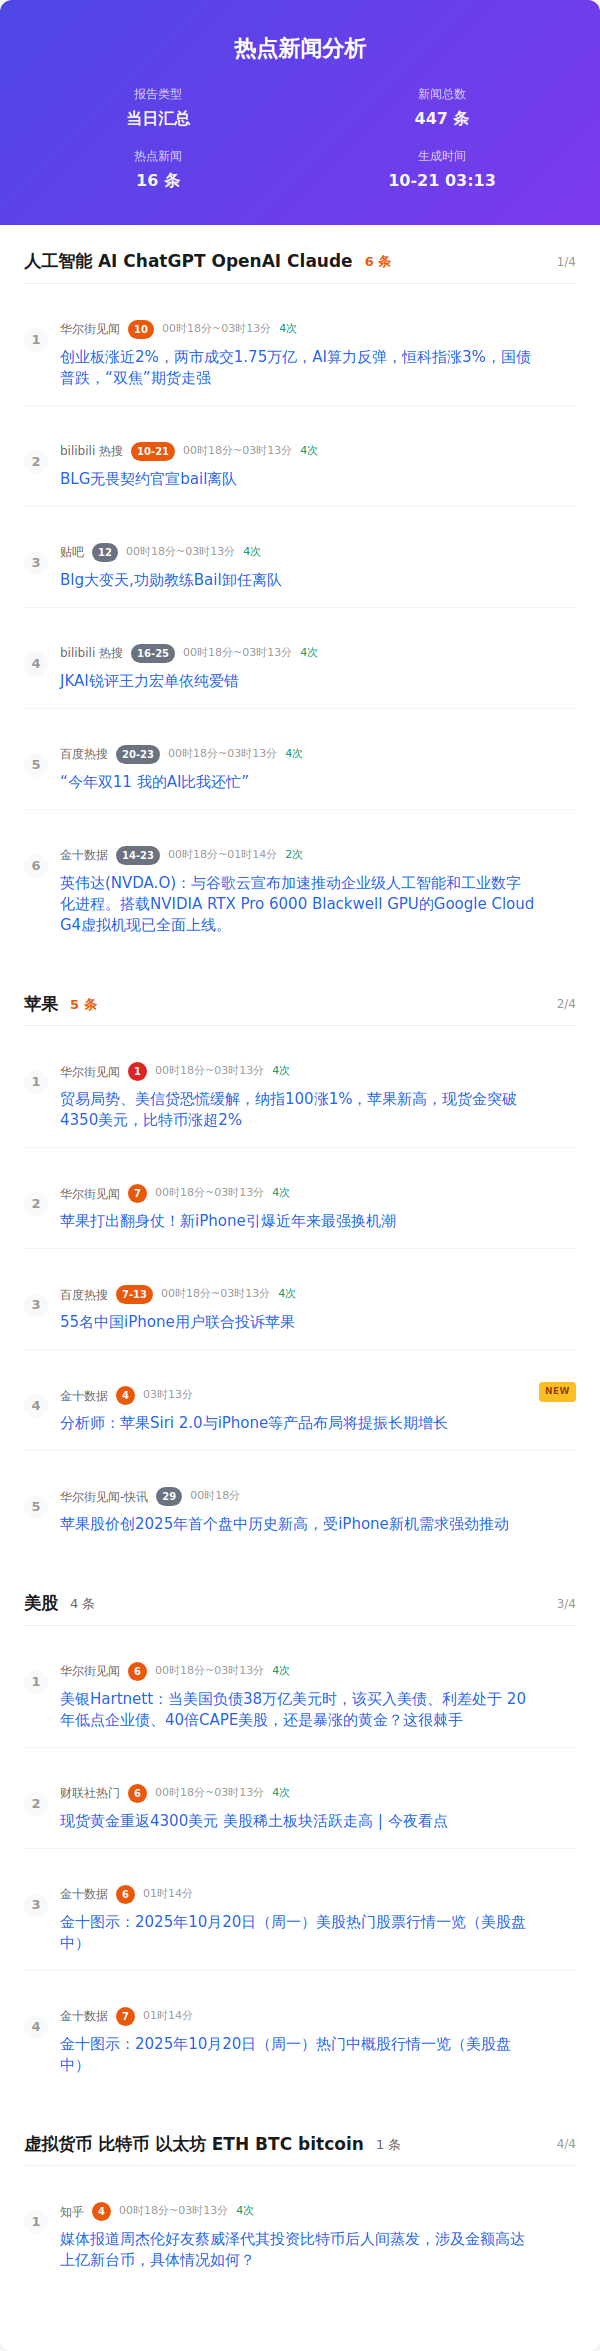 热点新闻分析
报告类型
当日汇总
新闻总数
447 条
热点新闻
16 条
生成时间
10-21 03:13
人工智能 AI ChatGPT OpenAI Claude 6 条 1/4
1
华尔街见闻 10 00时18分~03时13分 4次
创业板涨近2%，两市成交1.75万亿，AI算力反弹，恒科指涨3%，国债
普跌，“双焦”期货走强
2
bilibili 热搜 10-21 00时18分~03时13分 4次
BLG无畏契约官宣bail离队
3
贴吧 12 00时18分~03时13分 4次
Blg大变天,功勋教练Bail卸任离队
4
bilibili 热搜 16-25 00时18分~03时13分 4次
JKAI锐评王力宏单依纯爱错
5
百度热搜 20-23 00时18分~03时13分 4次
“今年双11 我的AI比我还忙”
6
金十数据 14-23 00时18分~01时14分 2次
英伟达(NVDA.O)：与谷歌云宣布加速推动企业级人工智能和工业数字
化进程。搭载NVIDIA RTX Pro 6000 Blackwell GPU的Google Cloud
G4虚拟机现已全面上线。
苹果 5 条 2/4
1
华尔街见闻 1 00时18分~03时13分 4次
贸易局势、美信贷恐慌缓解，纳指100涨1%，苹果新高，现货金突破
4350美元，比特币涨超2%
2
华尔街见闻 7 00时18分~03时13分 4次
苹果打出翻身仗！新iPhone引爆近年来最强换机潮
3
百度热搜 7-13 00时18分~03时13分 4次
55名中国iPhone用户联合投诉苹果
4
金十数据 4 03时13分 NEW
分析师：苹果Siri 2.0与iPhone等产品布局将提振长期增长
5
华尔街见闻-快讯 29 00时18分
苹果股价创2025年首个盘中历史新高，受iPhone新机需求强劲推动
美股 4 条 3/4
1
华尔街见闻 6 00时18分~03时13分 4次
美银Hartnett：当美国负债38万亿美元时，该买入美债、利差处于 20
年低点企业债、40倍CAPE美股，还是暴涨的黄金？这很棘手
2
财联社热门 6 00时18分~03时13分 4次
现货黄金重返4300美元 美股稀土板块活跃走高 | 今夜看点
3
金十数据 6 01时14分
金十图示：2025年10月20日（周一）美股热门股票行情一览（美股盘
中）
4
金十数据 7 01时14分
金十图示：2025年10月20日（周一）热门中概股行情一览（美股盘
中）
虚拟货币 比特币 以太坊 ETH BTC bitcoin 1 条 4/4
1
知乎 4 00时18分~03时13分 4次
媒体报道周杰伦好友蔡威泽代其投资比特币后人间蒸发，涉及金额高达
上亿新台币，具体情况如何？